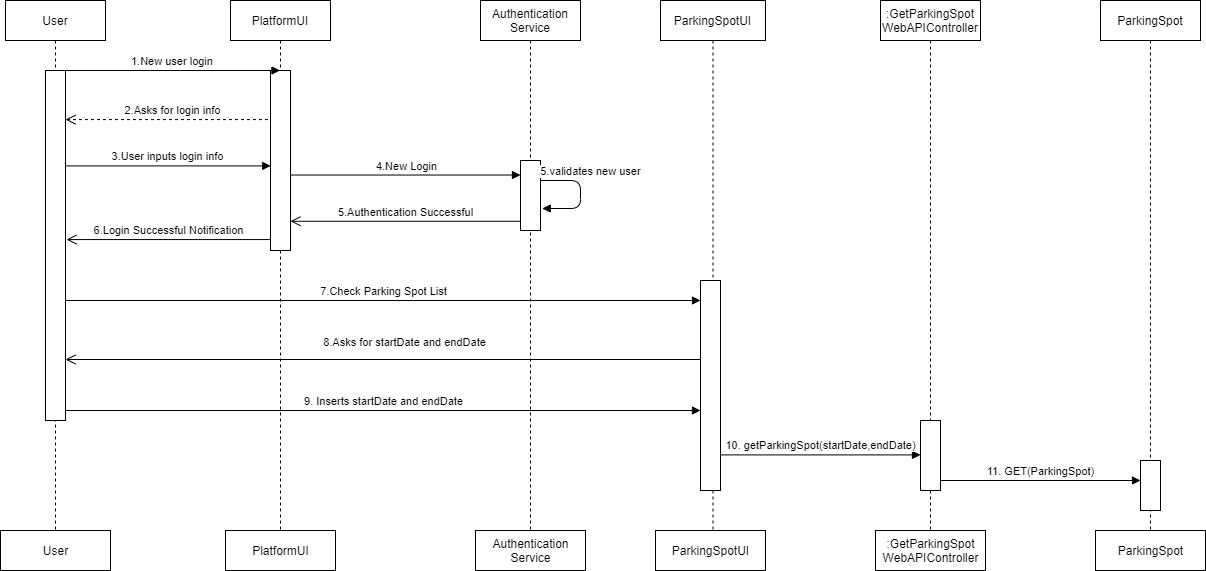 User
PlatformUI
Authentication
Service
ParkingSpotUI
:GetParkingSpot
WebAPIController
ParkingSpot
1.New user login
2.Asks for login info
3.User inputs login info
4.New Login
5.validates new user
5.Authentication Successful
6.Login Successful Notification
7.Check Parking Spot List
8.Asks for startDate and endDate
9. Inserts startDate and endDate
10. getParkingSpot(startDate,endDate)
11. GET(ParkingSpot)
User
PlatformUI
Authentication
Service
ParkingSpotUI
:GetParkingSpot
WebAPIController
ParkingSpot